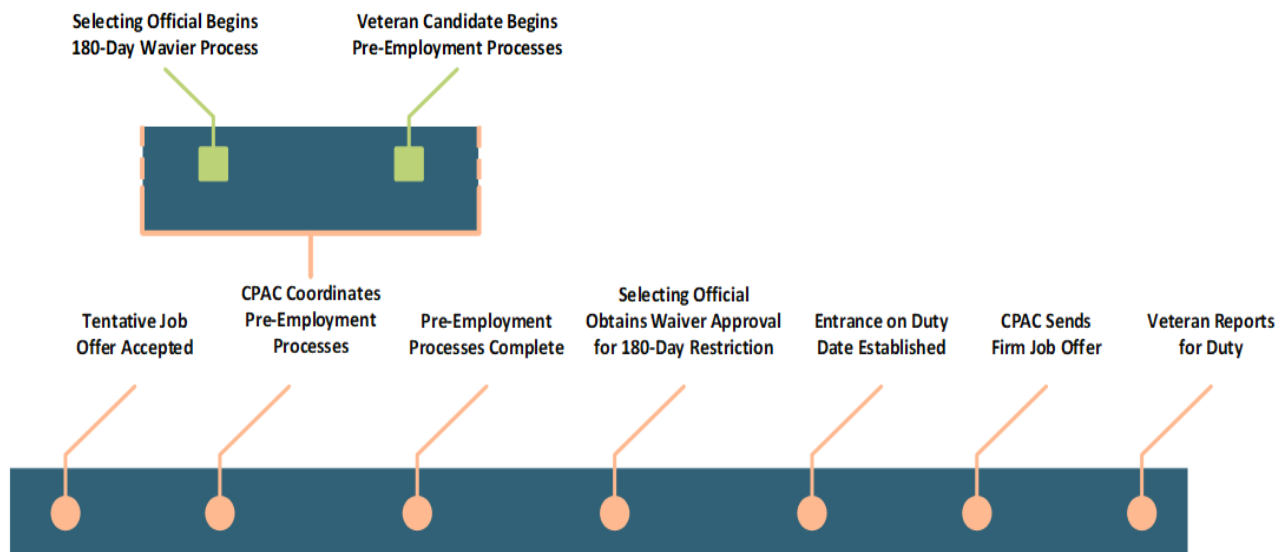 Selecting Official Begins
180-Day Wavier Process
Veteran Candidate Begins
Pre-Employment Processes
Tentative Job
Offer Accepted
CPAC Coordinates
Pre-Employment
Processes
Pre-Employment
Processes Complete
Selecting Official
Obtains Waiver Approval
for 180-Day Restriction
Entrance on Duty
Date Established
CPAC Sends
Firm Job Offer
Veteran Reports
for Duty